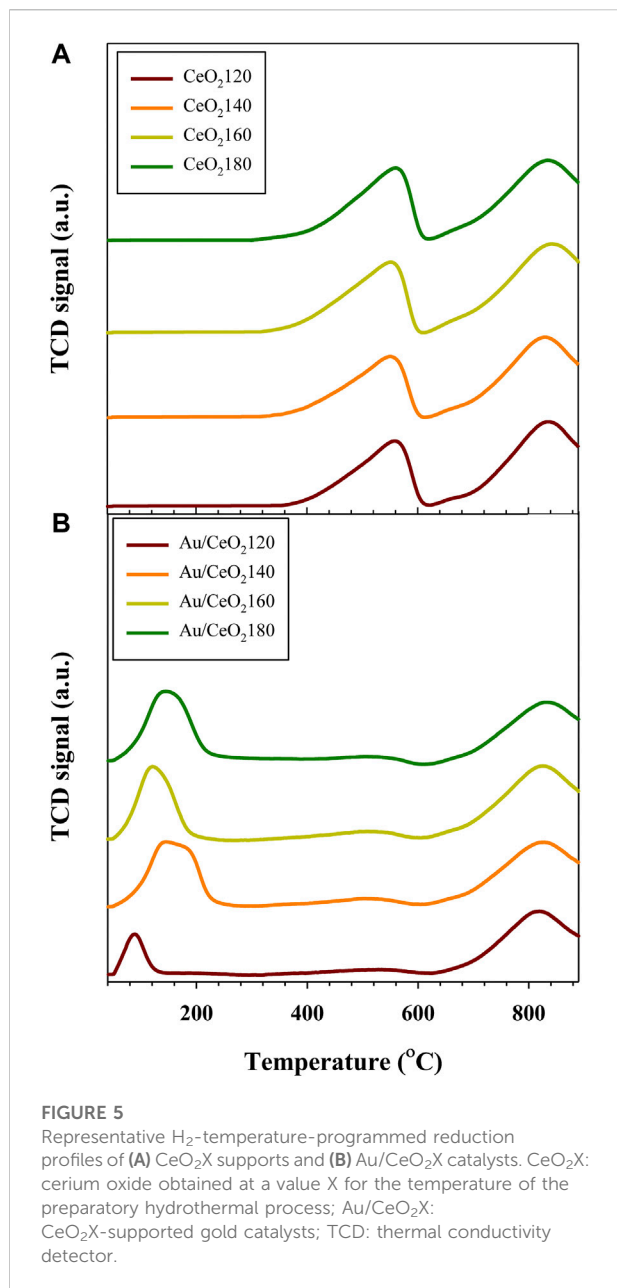 A
CeO₂120
CeO₂140
CeO₂160
CeO₂180
TCD signal (a.u.)
B
Au/CeO₂120
Au/CeO₂140
Au/CeO₂160
Au/CeO₂180
TCD signal (a.u.)
200 400 600 800
Temperature (°C)
FIGURE 5
Representative H₂-temperature-programmed reduction
profiles of (A) CeO₂X supports and (B) Au/CeO₂X catalysts. CeO₂X:
cerium oxide obtained at a value X for the temperature of the
preparatory hydrothermal process; Au/CeO₂X:
CeO₂X-supported gold catalysts; TCD: thermal conductivity
detector.